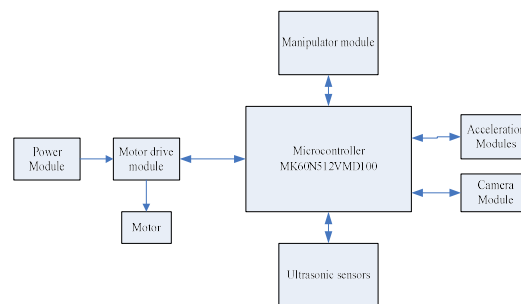 Manipulator module
Power
Module
Motor drive
module
Microcontroller
MK60N512VMD100
Acceleration
Modules
Camera
Module
Motor
Ultrasonic sensors